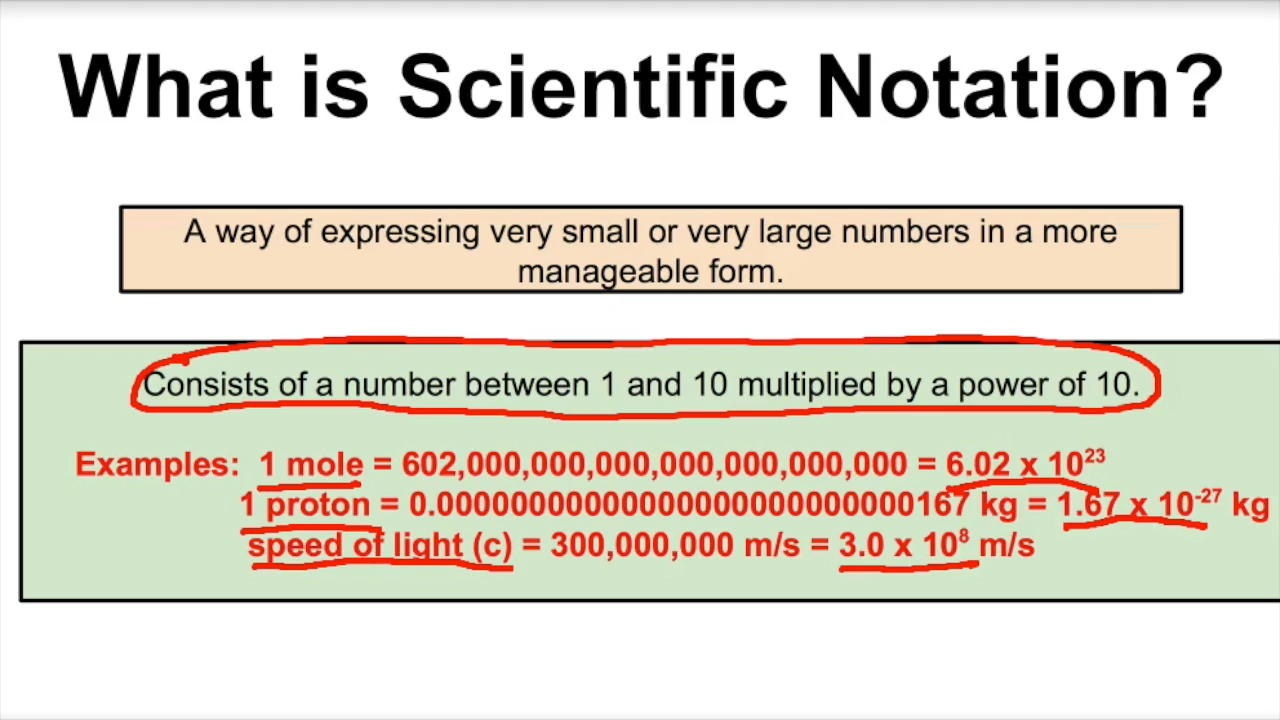 What is Scientific Notation?
A way of expressing very small or very large numbers in a more
manageable form.
Consists of a number between 1 and 10 multiplied by a power of 10.
Examples: 1 mole = 602,000,000,000,000,000,000,000 = 6.02 x 10²³
1 proton = 0.00000000000000000000000000167 kg = 1.67 x 10⁻²⁷ kg
speed of light (c) = 300,000,000 m/s = 3.0 x 10⁸ m/s